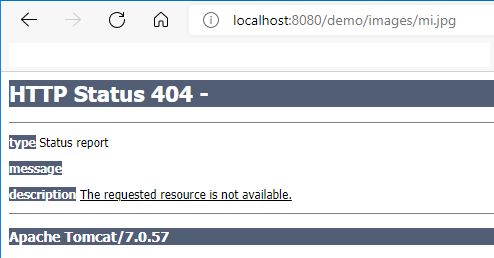 localhost:8080/demo/images/mi.jpg
HTTP Status 404 -
type Status report
message
description The requested resource is not available.
Apache Tomcat/7.0.57